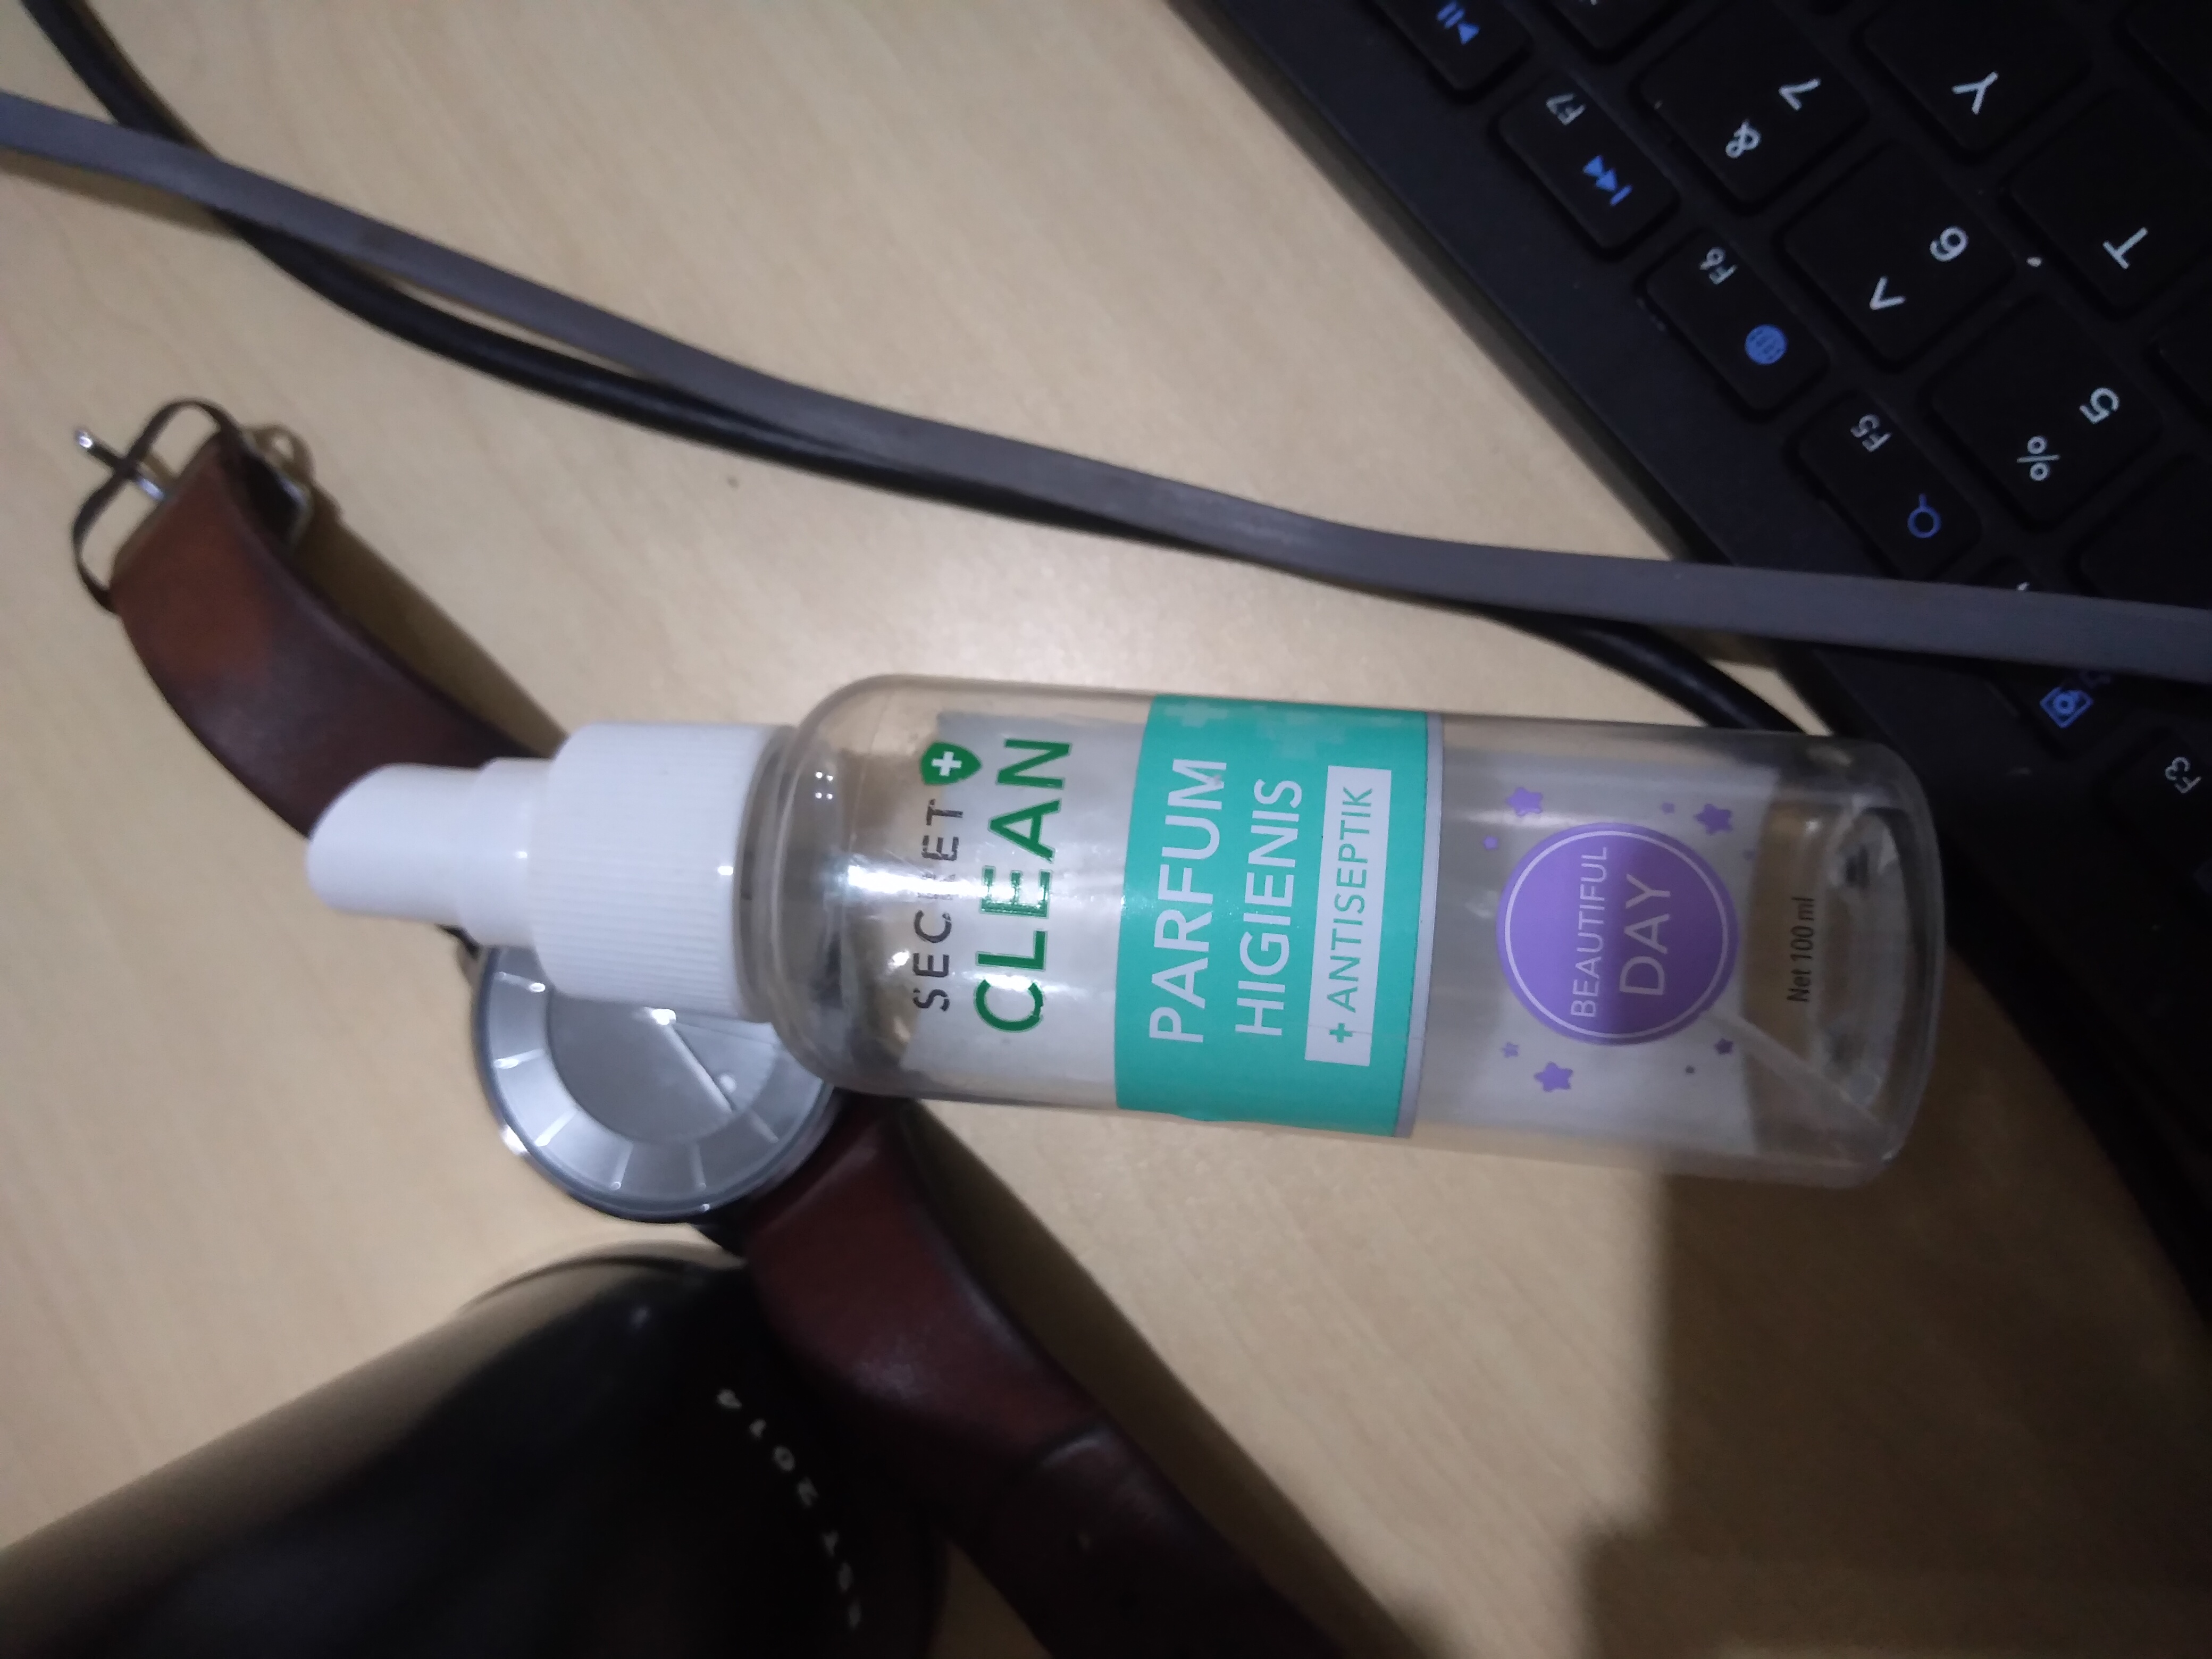 EST 2014
SECRET
CLEAN
PARFUM
HIGIENIS
+ ANTISEPTIK
BEAUTIFUL
DAY
Net 100 ml
F7
F6
&
7
F5
^
6
Y
%
5
T
F3